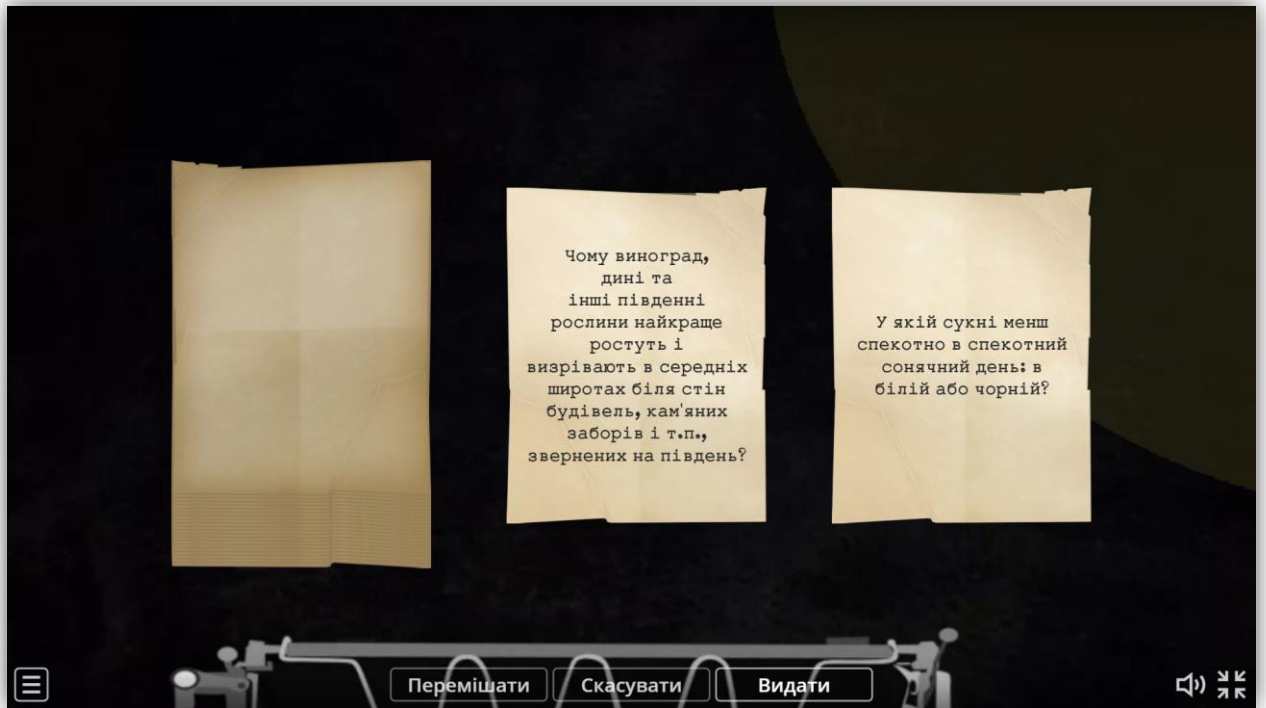 Чому виноград,
дині та
інші південні
рослини найкраще
ростуть і
визрівають в середніх
широтах біля стін
будівель, кам'яних
заборів і т.п.,
звернених на південь?
У якій сукні менш
спекотно в спекотний
сонячний день: в
білій або чорній?
Перемішати
Скасувати
Видати